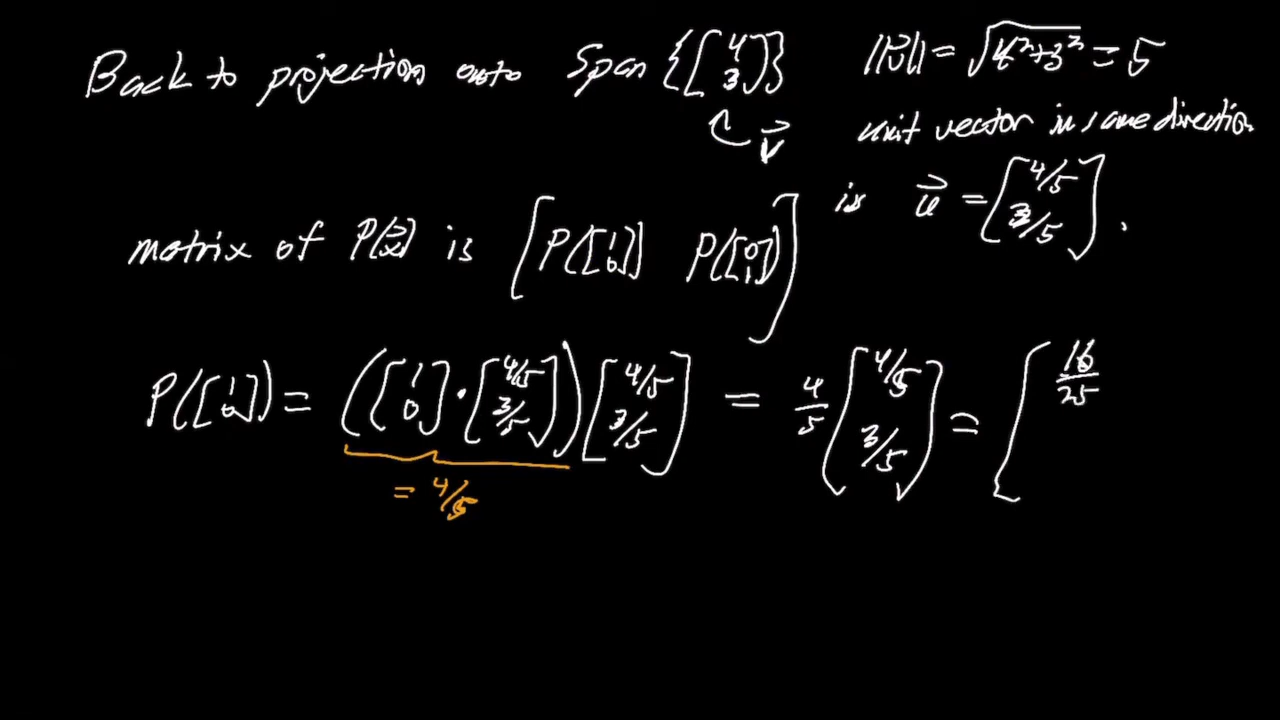 Back to projection onto Span {[4 3]} ||v⃗|| = √4²+3² = 5
v⃗ unit vector in same direction
is u⃗ = [4/5 3/5].
matrix of P(x⃗) is [P([1 0]) P([0 1])]
P([1 0]) = ([1 0]·[4/5 3/5])[4/5 3/5] = 4/5 [4/5 3/5] = [16/25
= 4/5